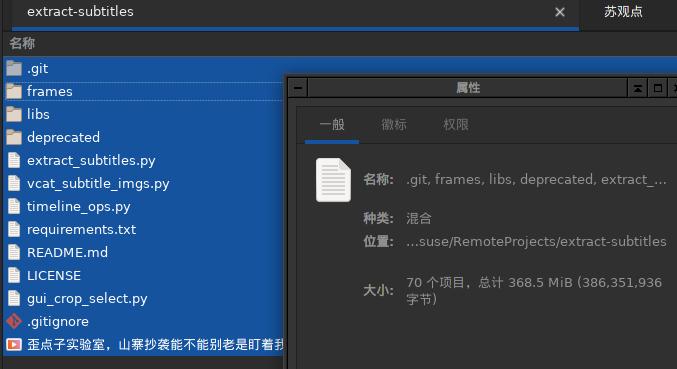 extract-subtitles
苏观点
名称
.git
frames
libs
deprecated
extract_subtitles.py
vcat_subtitle_imgs.py
timeline_ops.py
requirements.txt
README.md
LICENSE
gui_crop_select.py
.gitignore
歪点子实验室，山寨抄袭能不能别老是盯着我
属性
一般 徽标 权限
名称: .git, frames, libs, deprecated, extract_...
种类: 混合
位置: ...suse/RemoteProjects/extract-subtitles
大小: 70 个项目，总计 368.5 MiB (386,351,936
字节)